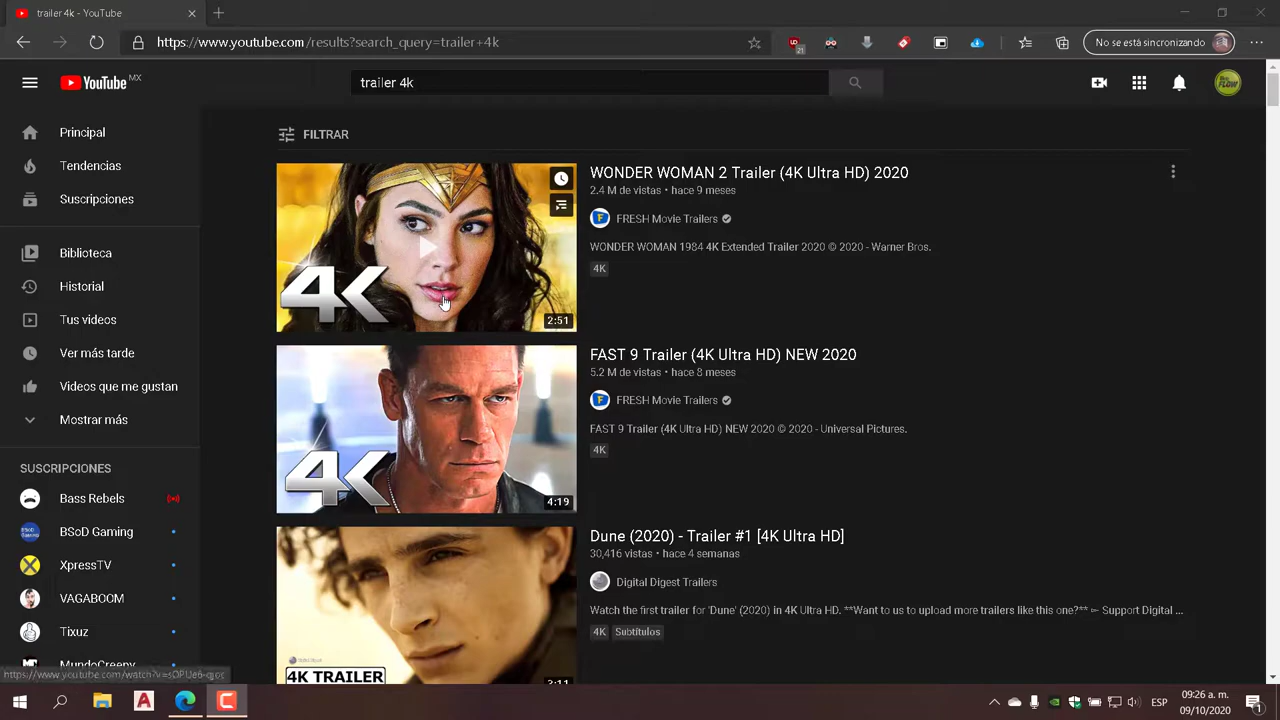 trailer 4k - YouTube
https://www.youtube.com/results?search_query=trailer+4k
21
No se está sincronizando
YouTube MX
trailer 4k
Principal
Tendencias
Suscripciones
Biblioteca
Historial
Tus videos
Ver más tarde
Videos que me gustan
Mostrar más
SUSCRIPCIONES
Bass Rebels
BSoD Gaming
XpressTV
VAGABOOM
Tixuz
MundoCreepy
FILTRAR
4K
2:51
WONDER WOMAN 2 Trailer (4K Ultra HD) 2020
2.4 M de vistas • hace 9 meses
F FRESH Movie Trailers
WONDER WOMAN 1984 4K Extended Trailer 2020 © 2020 - Warner Bros.
4K
4K
4:19
FAST 9 Trailer (4K Ultra HD) NEW 2020
5.2 M de vistas • hace 8 meses
F FRESH Movie Trailers
FAST 9 Trailer (4K Ultra HD) NEW 2020 © 2020 - Universal Pictures.
4K
4K TRAILER
3:11
Dune (2020) - Trailer #1 [4K Ultra HD]
30,416 vistas • hace 4 semanas
Digital Digest Trailers
Watch the first trailer for 'Dune' (2020) in 4K Ultra HD. **Want to us to upload more trailers like this one?** ► Support Digital ...
4K Subtítulos
ESP
09:26 a. m.
09/10/2020